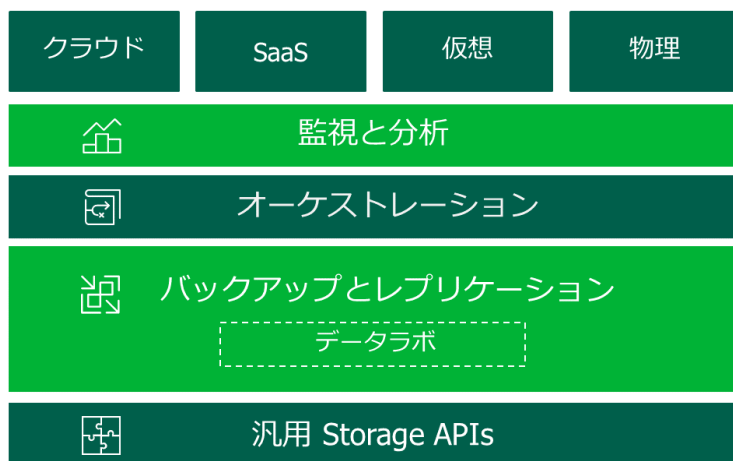 クラウド
SaaS
仮想
物理
監視と分析
オーケストレーション
バックアップとレプリケーション
データラボ
汎用 Storage APIs